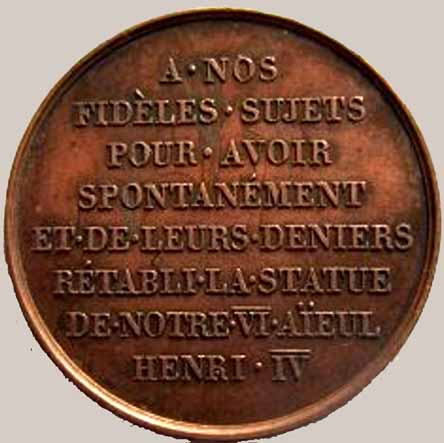 A·NOS
FIDÈLES·SUJETS
POUR·AVOIR
SPONTANÉMENT
ET·DE·LEURS·DENIERS
RÉTABLI·LA·STATUE
DE·NOTRE·VI·AÏEUL
HENRI·IV